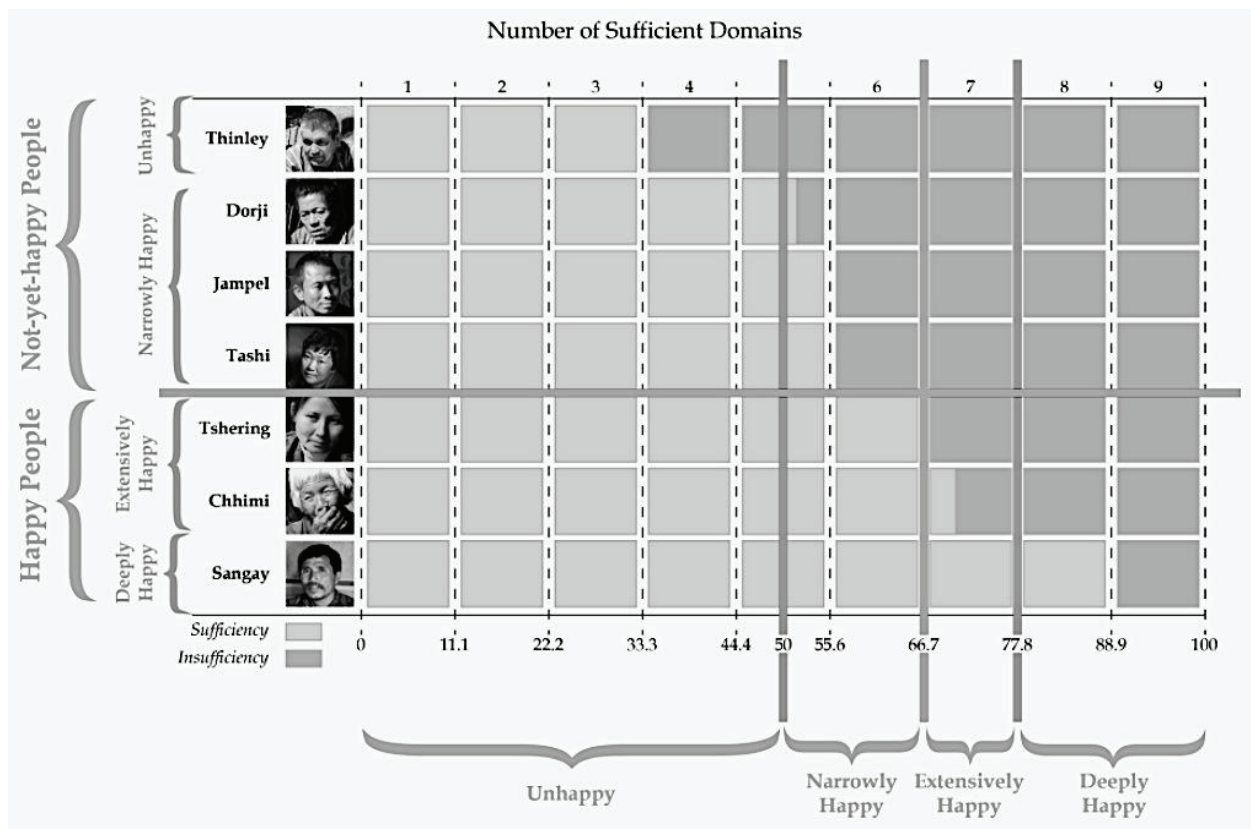 Number of Sufficient Domains
1 2 3 4 6 7 8 9
Not-yet-happy People
Unhappy
Thinley
Narrowly Happy
Dorji
Jampel
Tashi
Happy People
Extensively
Happy
Tshering
Chhimi
Deeply
Happy
Sangay
Sufficiency
Insufficiency
0 11.1 22.2 33.3 44.4 50 55.6 66.7 77.8 88.9 100
Unhappy
Narrowly
Happy
Extensively
Happy
Deeply
Happy